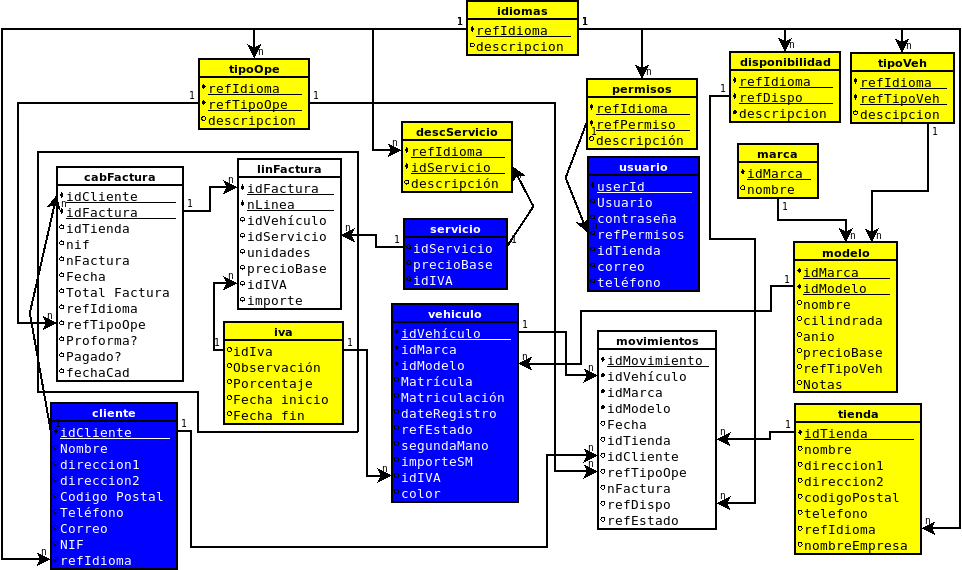 idiomas
refIdioma
descripcion
tipoOpe
refIdioma
refTipoOpe
descripcion
permisos
refIdioma
refPermiso
descripción
disponibilidad
refIdioma
refDispo
descripcion
tipoVeh
refIdioma
refTipoVeh
descipcion
descServicio
refIdioma
idServicio
descripción
marca
idMarca
nombre
cabFactura
idCliente
idFactura
idTienda
nif
nFactura
Fecha
Total Factura
refIdioma
refTipoOpe
Proforma?
Pagado?
fechaCad
linFactura
idFactura
nLinea
idVehículo
idServicio
unidades
precioBase
idIVA
importe
usuario
userId
Usuario
contraseña
refPermisos
idTienda
correo
teléfono
servicio
idServicio
precioBase
idIVA
modelo
idMarca
idModelo
nombre
cilindrada
anio
precioBase
refTipoVeh
Notas
iva
idIva
Observación
Porcentaje
Fecha inicio
Fecha fin
vehiculo
idVehículo
idMarca
idModelo
Matrícula
Matriculación
dateRegistro
refEstado
segundaMano
importeSM
idIVA
color
movimientos
idMovimiento
idVehículo
idMarca
idModelo
Fecha
idTienda
idCliente
refTipoOpe
nFactura
refDispo
refEstado
cliente
idCliente
Nombre
direccion1
direccion2
Codigo Postal
Teléfono
Correo
NIF
refIdioma
tienda
idTienda
nombre
direccion1
direccion2
codigoPostal
telefono
refIdioma
nombreEmpresa